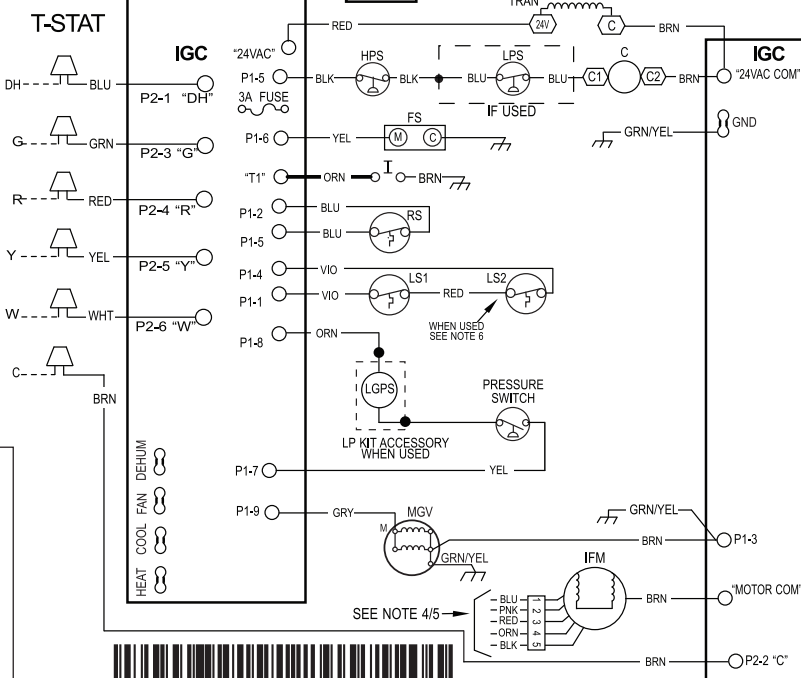 TRAN
T-STAT
RED
24V
C
BRN
IGC
"24VAC"
HPS
LPS
C
IGC
DH
BLU
P2-1 "DH"
P1-5
BLK
BLK
BLU
BLU
C1
C2
BRN
"24VAC COM"
3A FUSE
IF USED
FS
GRN/YEL
GND
G
GRN
P2-3 "G"
P1-6
YEL
M
C
"T1"
ORN
BRN
R
RED
P2-4 "R"
P1-2
BLU
RS
P1-5
BLU
Y
YEL
P2-5 "Y"
P1-4
VIO
LS1
LS2
P1-1
VIO
RED
W
WHT
P2-6 "W"
WHEN USED
SEE NOTE 6
P1-8
ORN
C
BRN
LGPS
PRESSURE
SWITCH
LP KIT ACCESSORY
WHEN USED
DEHUM
P1-7
YEL
FAN
P1-9
GRY
MGV
M
GRN/YEL
COOL
BRN
P1-3
GRN/YEL
IFM
HEAT
SEE NOTE 4/5
BLU 1
PNK 2
RED 3
ORN 4
BLK 5
BRN
"MOTOR COM"
BRN
P2-2 "C"